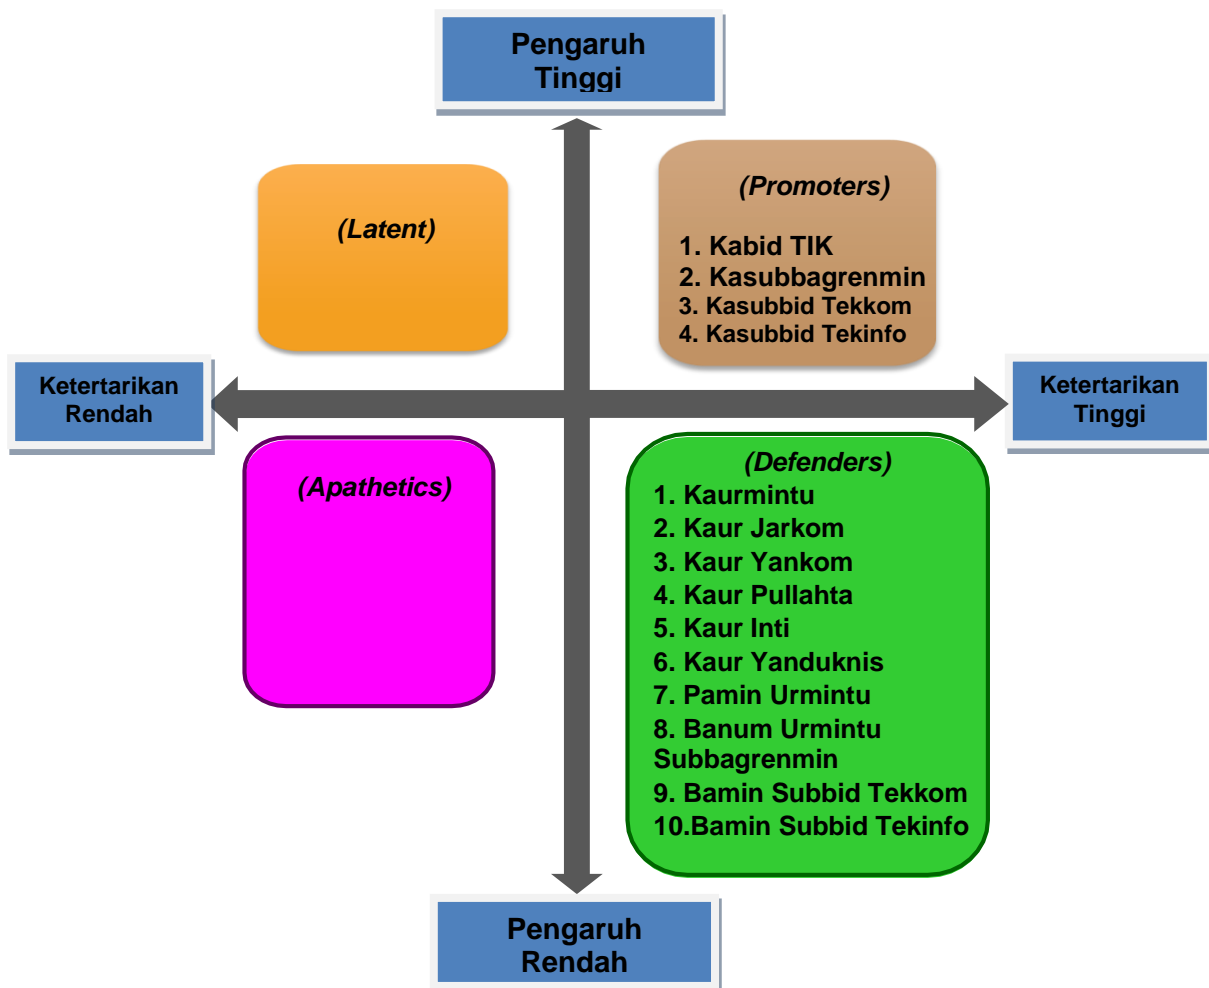 Pengaruh
Tinggi
(Latent)
(Promoters)
1. Kabid TIK
2. Kasubbagrenmin
3. Kasubbid Tekkom
4. Kasubbid Tekinfo
Ketertarikan
Rendah
Ketertarikan
Tinggi
(Apathetics)
(Defenders)
1. Kaurmintu
2. Kaur Jarkom
3. Kaur Yankom
4. Kaur Pullahta
5. Kaur Inti
6. Kaur Yanduknis
7. Pamin Urmintu
8. Banum Urmintu
Subbagrenmin
9. Bamin Subbid Tekkom
10.Bamin Subbid Tekinfo
Pengaruh
Rendah